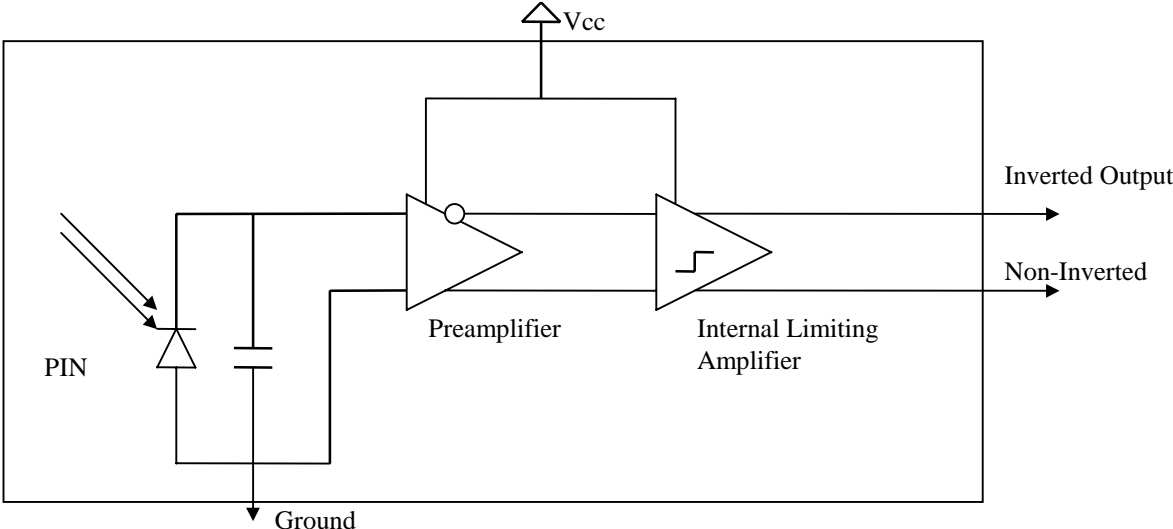 Vcc
Inverted Output
Non-Inverted
Preamplifier
Internal Limiting
Amplifier
PIN
Ground